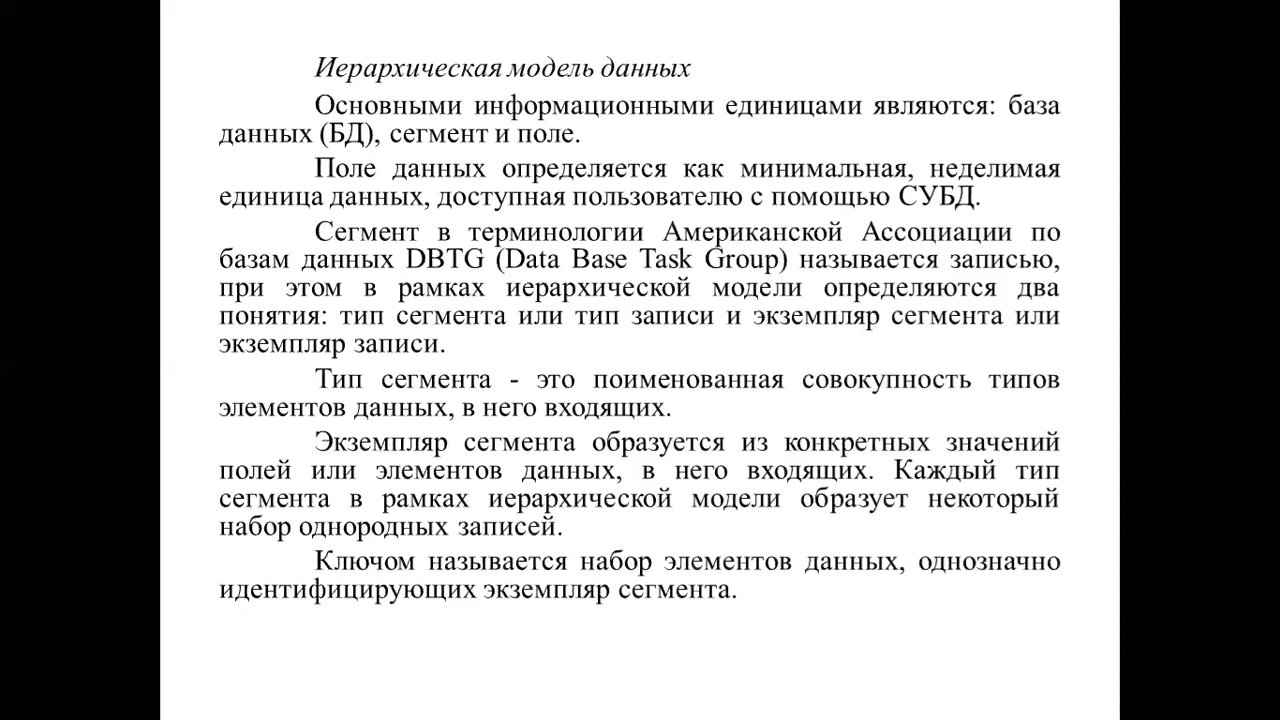 Иерархическая модель данных
Основными информационными единицами являются: база
данных (БД), сегмент и поле.
Поле данных определяется как минимальная, неделимая
единица данных, доступная пользователю с помощью СУБД.
Сегмент в терминологии Американской Ассоциации по
базам данных DBTG (Data Base Task Group) называется записью,
при этом в рамках иерархической модели определяются два
понятия: тип сегмента или тип записи и экземпляр сегмента или
экземпляр записи.
Тип сегмента - это поименованная совокупность типов
элементов данных, в него входящих.
Экземпляр сегмента образуется из конкретных значений
полей или элементов данных, в него входящих. Каждый тип
сегмента в рамках иерархической модели образует некоторый
набор однородных записей.
Ключом называется набор элементов данных, однозначно
идентифицирующих экземпляр сегмента.